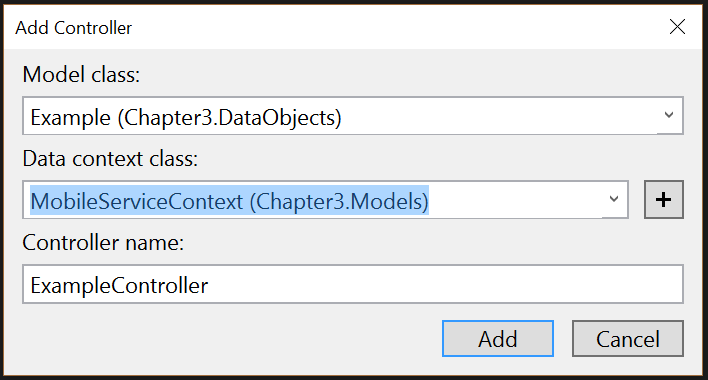 Add Controller
Model class:
Example (Chapter3.DataObjects)
Data context class:
MobileServiceContext (Chapter3.Models)
+
Controller name:
ExampleController
Add
Cancel